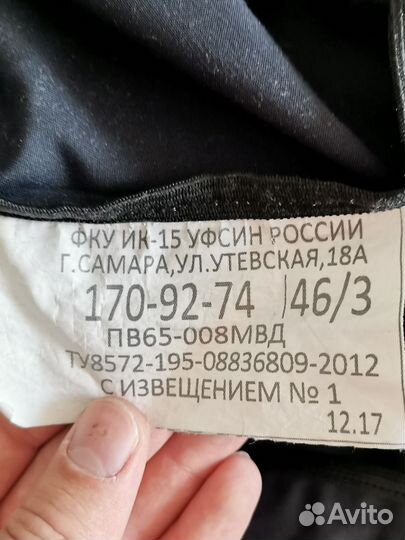 ФКУ ИК-15 УФСИН РОССИИ
Г.САМАРА,УЛ.УТЕВСКАЯ,18А
170-92-74 46/3
ПВ65-008МВД
ТУ8572-195-08836809-2012
С ИЗВЕЩЕНИЕМ № 1
12.17
Avito